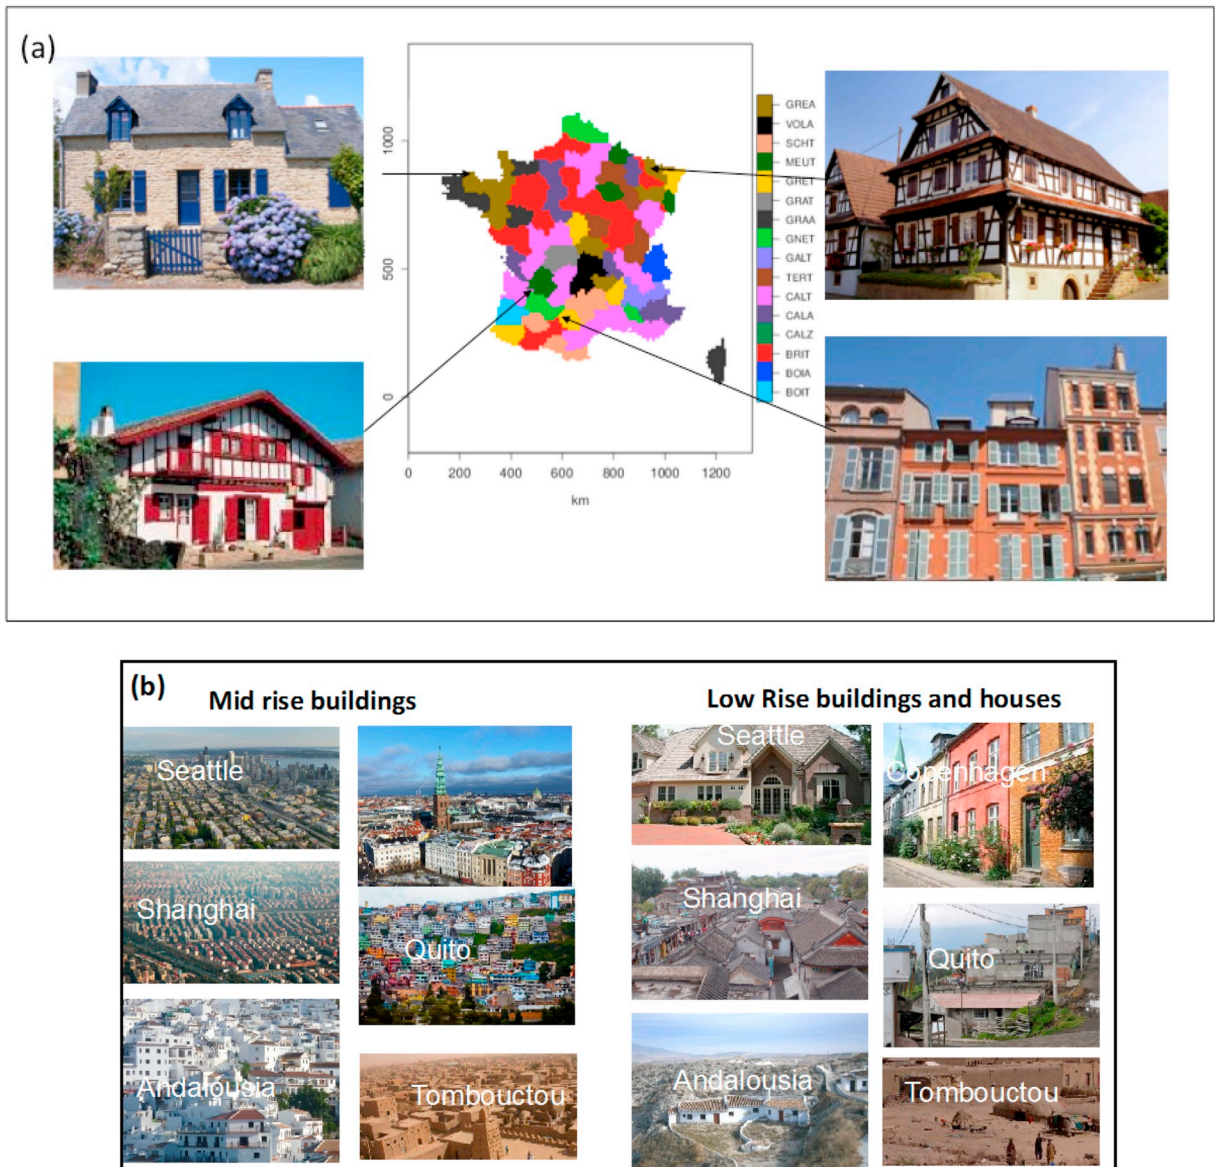 (a)
1000
500
0
0 200 400 600 800 1000 1200
km
GREA
VOLA
SCHT
MEUT
GRET
GRAT
GRAA
GNET
GALT
TERT
CALT
CALA
CALZ
BRIT
BOIA
BOIT
(b)
Mid rise buildings
Low Rise buildings and houses
Seattle
Seattle
Copenhagen
Shanghai
Quito
Shanghai
Quito
Andalousia
Tombouctou
Andalousia
Tombouctou